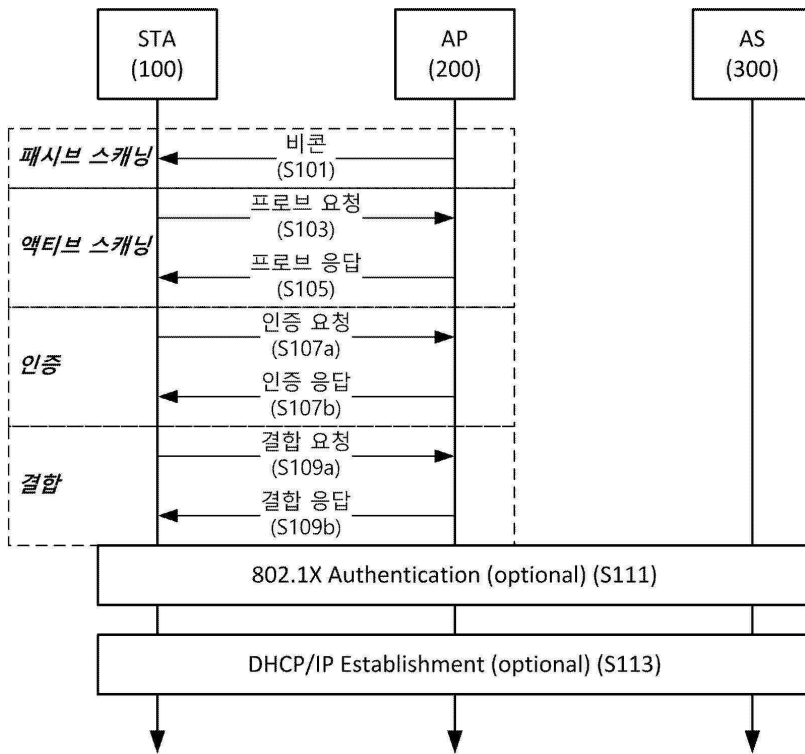 STA
(100)
AP
(200)
AS
(300)
패시브 스캐닝
비콘
(S101)
액티브 스캐닝
프로브 요청
(S103)
프로브 응답
(S105)
인증
인증 요청
(S107a)
인증 응답
(S107b)
결합
결합 요청
(S109a)
결합 응답
(S109b)
802.1X Authentication (optional) (S111)
DHCP/IP Establishment (optional) (S113)